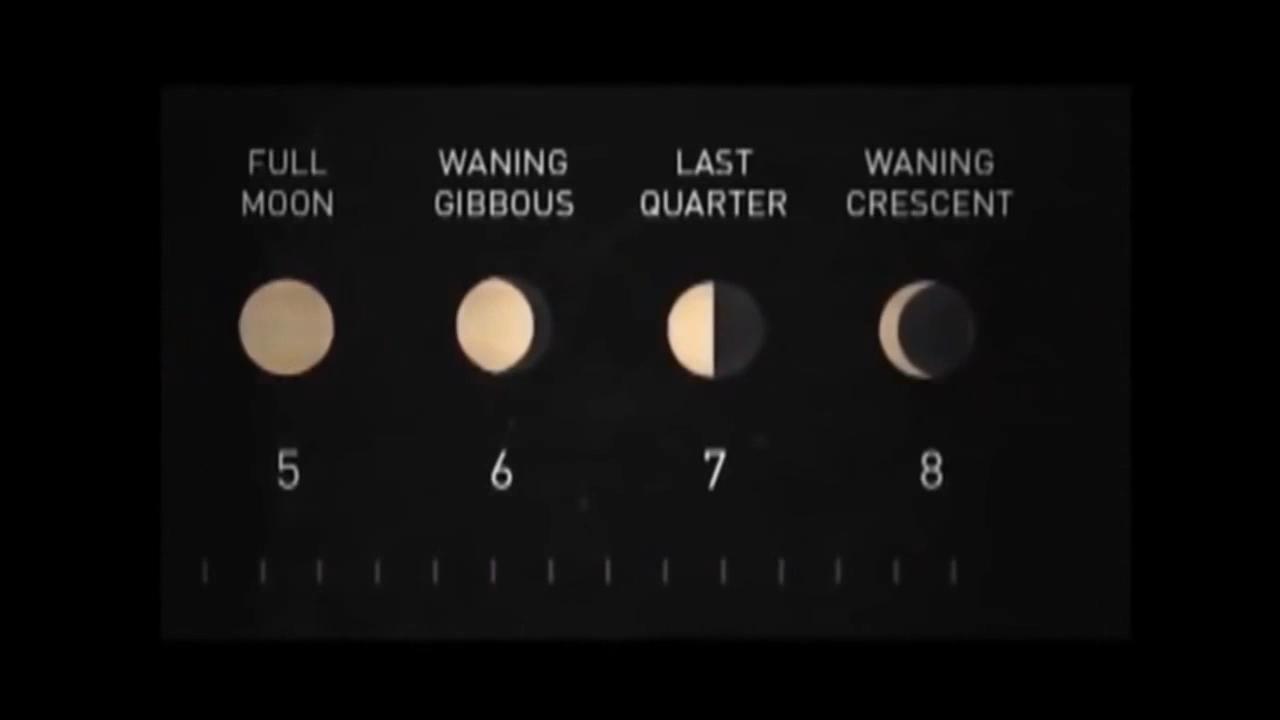 FULL
MOON
WANING
GIBBOUS
LAST
QUARTER
WANING
CRESCENT
5
6
7
8